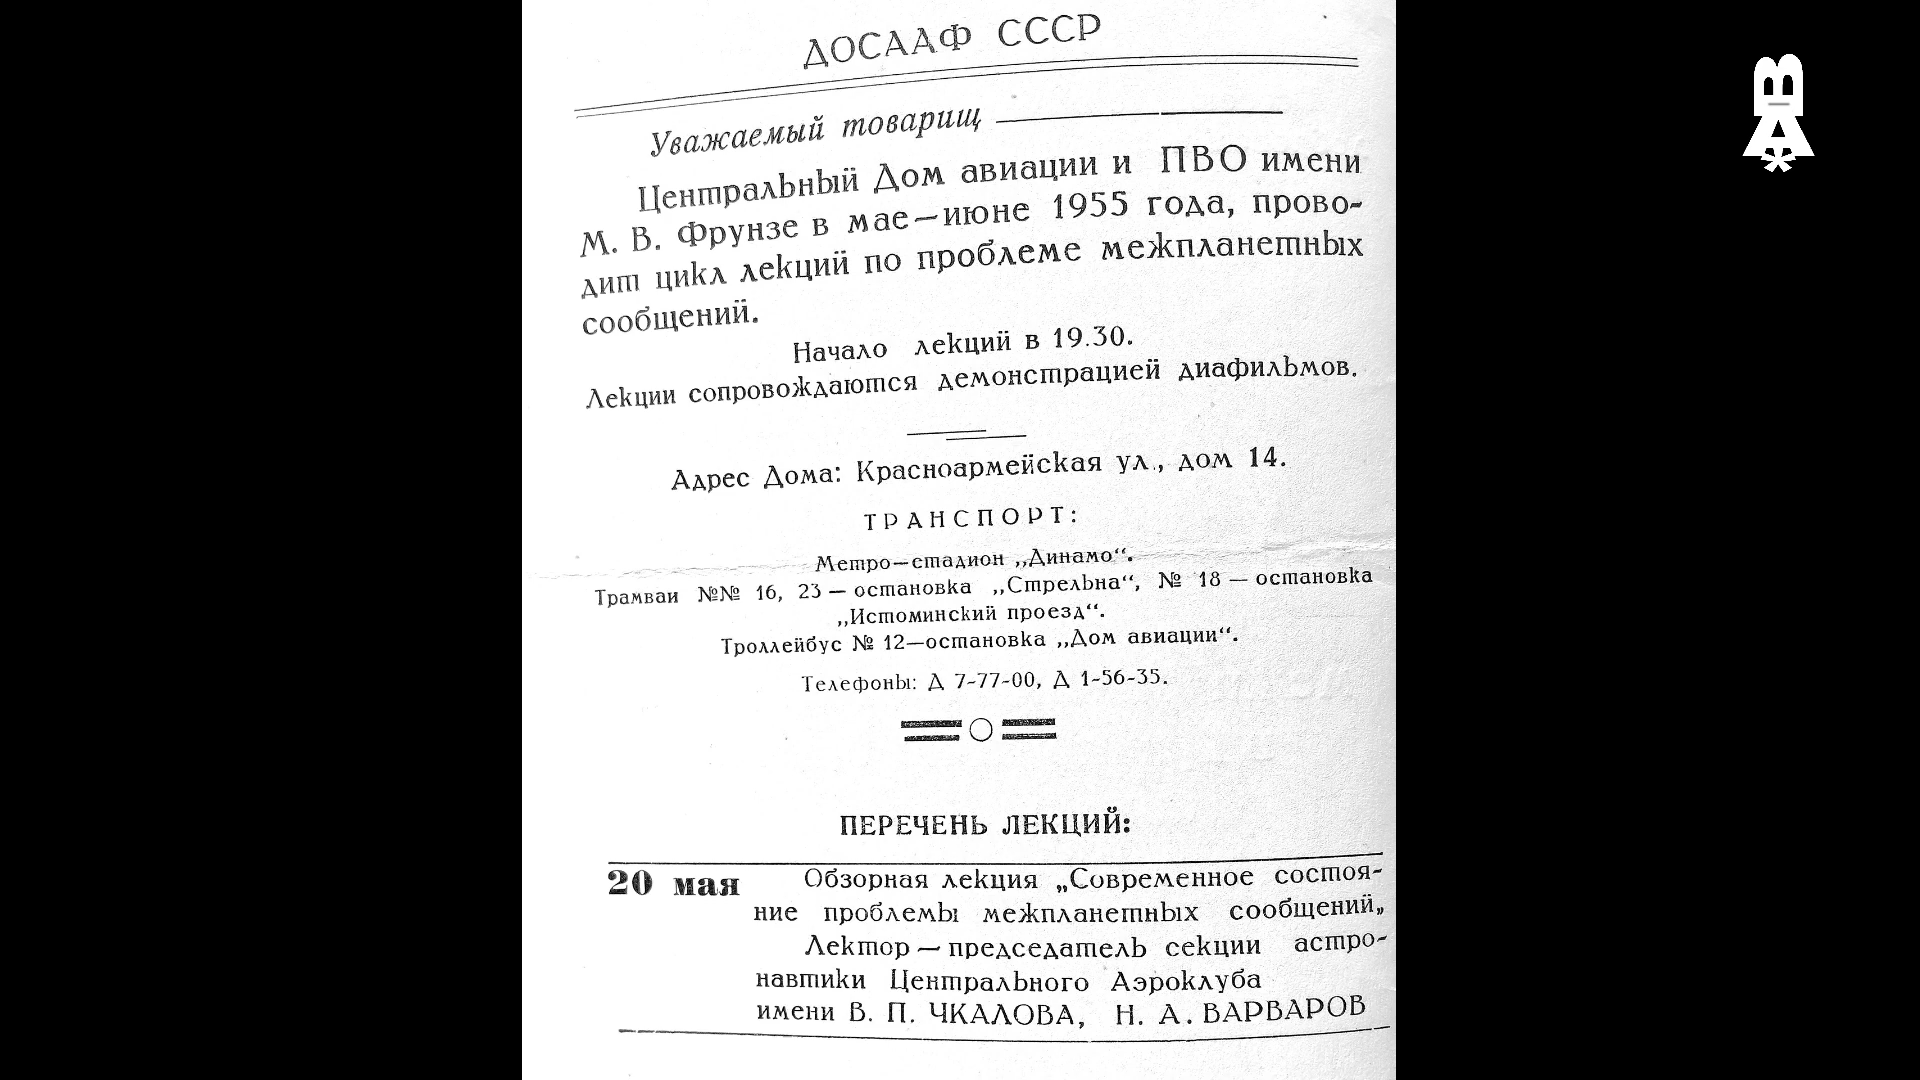 ДОСААФ СССР
Уважаемый товарищ
Центральный Дом авиации и ПВО имени
М. В. Фрунзе в мае—июне 1955 года, прово-
дит цикл лекций по проблеме межпланетных
сообщений.
Начало лекций в 19.30.
Лекции сопровождаются демонстрацией диафильмов.
Адрес Дома: Красноармейская ул., дом 14.
ТРАНСПОРТ:
Метро—стадион „Динамо“.
Трамваи №№ 16, 23 — остановка „Стрельна“, № 18 — остановка
„Истоминский проезд“.
Троллейбус № 12—остановка „Дом авиации“.
Телефоны: Д 7-77-00, Д 1-56-35.
ПЕРЕЧЕНЬ ЛЕКЦИЙ:
20 мая Обзорная лекция „Современное состоя-
ние проблемы межпланетных сообщений„
Лектор — председатель секции астро-
навтики Центрального Аэроклуба
имени В. П. ЧКАЛОВА, Н. А. ВАРВАРОВ